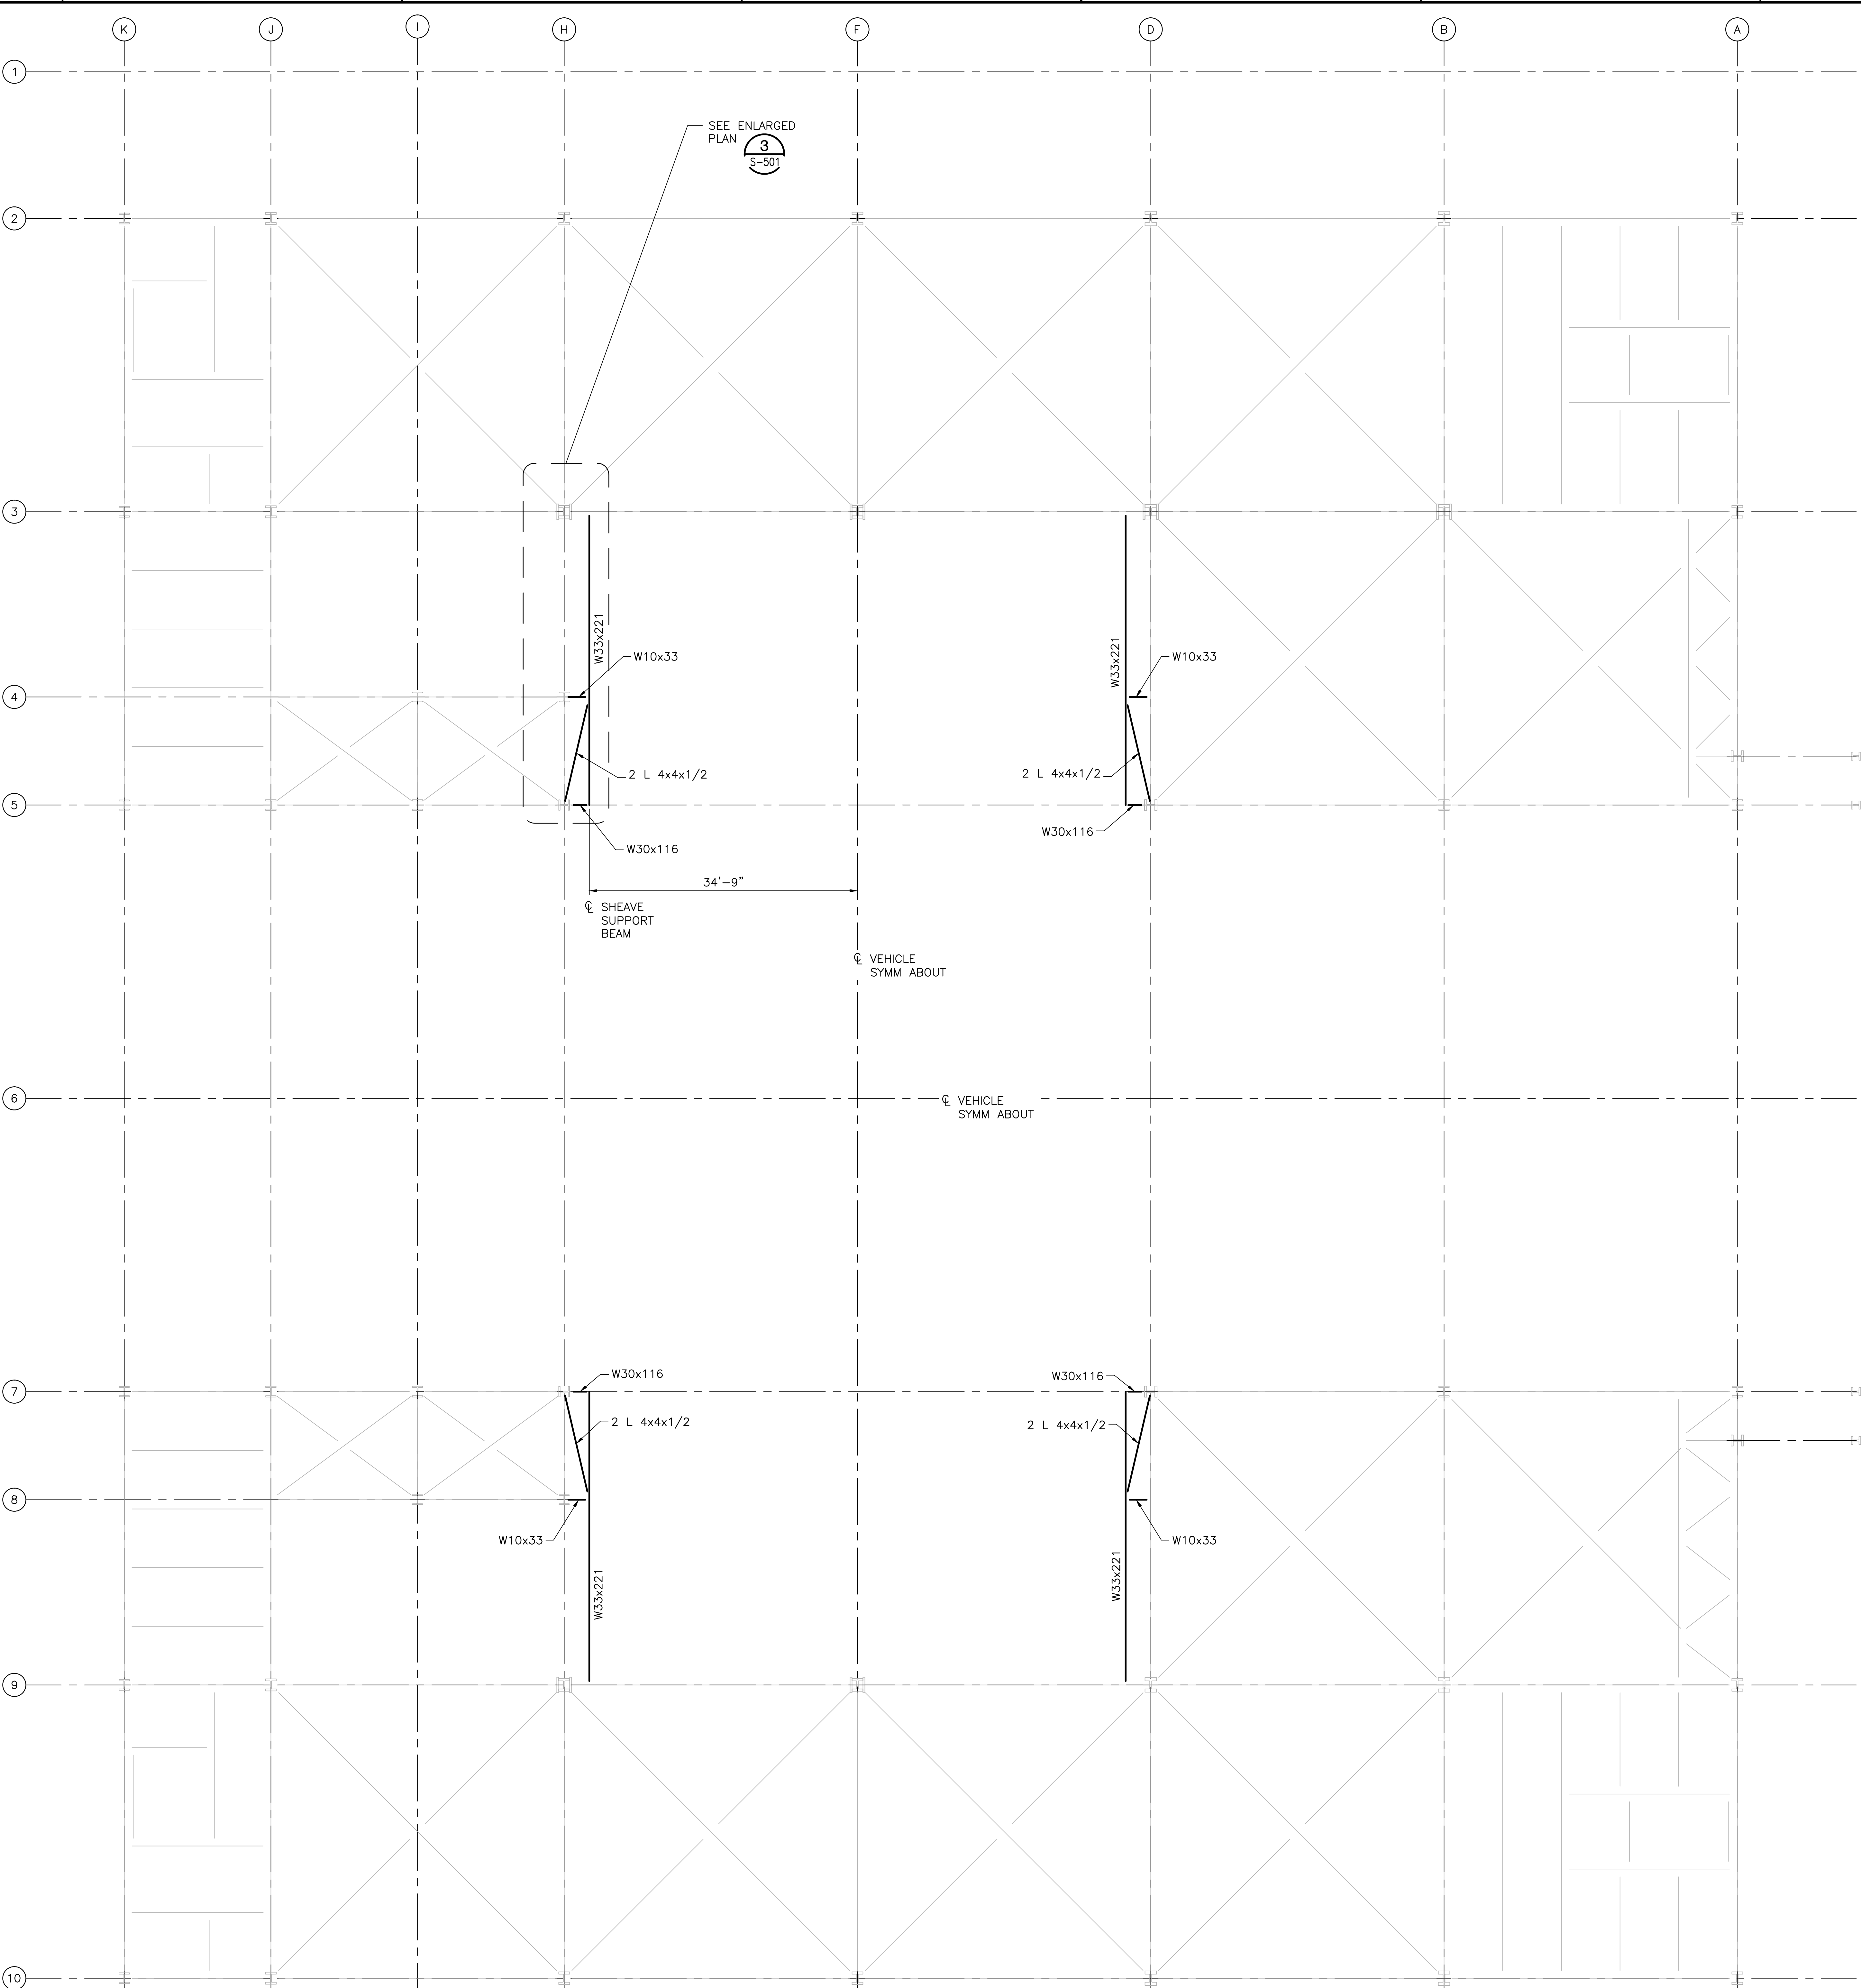 K
J
I
H
F
D
B
A
1
SEE ENLARGED
PLAN
3
S-501
2
3
W33x221
W33x221
W10x33
W10x33
4
2 L 4x4x1/2
2 L 4x4x1/2
5
W30x116
W30x116
34'-9"
℄ SHEAVE
SUPPORT
BEAM
℄ VEHICLE
SYMM ABOUT
6
℄ VEHICLE
SYMM ABOUT
W30x116
W30x116
7
2 L 4x4x1/2
2 L 4x4x1/2
8
W10x33
W10x33
W33x221
W33x221
9
10